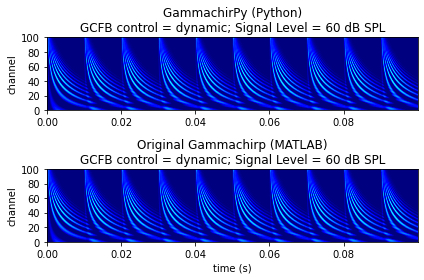 GammachirPy (Python)
GCFB control = dynamic; Signal Level = 60 dB SPL
channel
100
80
60
40
20
0
0.00 0.02 0.04 0.06 0.08
Original Gammachirp (MATLAB)
GCFB control = dynamic; Signal Level = 60 dB SPL
channel
100
80
60
40
20
0
0.00 0.02 0.04 0.06 0.08
time (s)